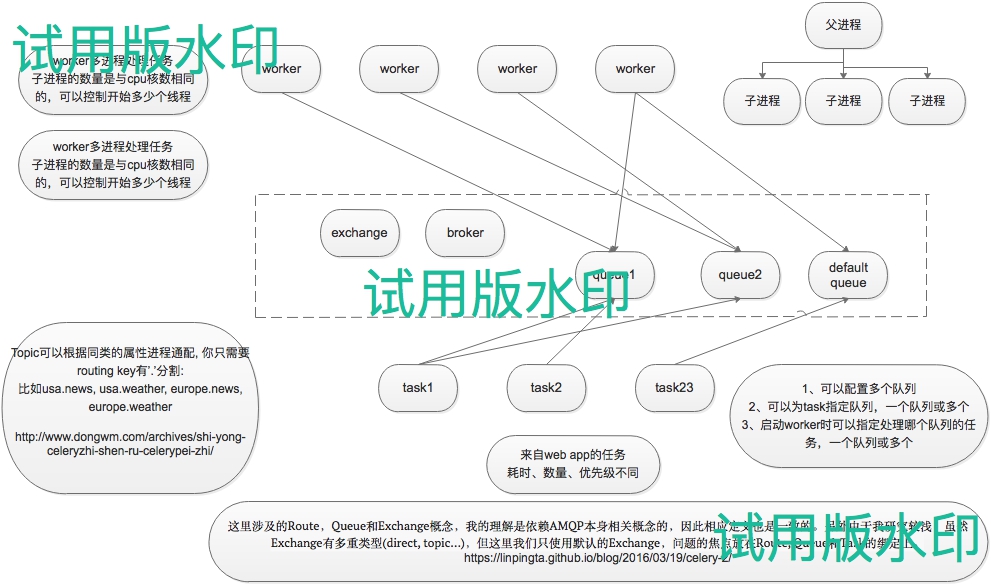 父进程
试用版水印
worker多进程处理任务
子进程的数量是与cpu核数相同
的，可以控制开始多少个线程
worker
worker
worker
worker
子进程
子进程
子进程
worker多进程处理任务
子进程的数量是与cpu核数相同
的，可以控制开始多少个线程
exchange
broker
queue1
queue2
default
queue
试用版水印
Topic可以根据同类的属性进程通配, 你只需要
routing key有'.'分割:
比如usa.news, usa.weather, europe.news,
europe.weather
http://www.dongwm.com/archives/shi-yong-
celeryzhi-shen-ru-celerypei-zhi/
task1
task2
task23
1、可以配置多个队列
2、可以为task指定队列，一个队列或多个
3、启动worker时可以指定处理哪个队列的任
务，一个队列或多个
来自web app的任务
耗时、数量、优先级不同
这里涉及的Route，Queue和Exchange概念，我的理解是依赖AMQP本身相关概念的，因此相应定义也是一致的。
虽然
Exchange有多重类型(direct, topic...)，但这里我们只使用默认的Exchange，问题的焦点放在Route, Queue和Task的绑定上
https://linpingta.github.io/blog/2016/03/19/celery-2/
试用版水印